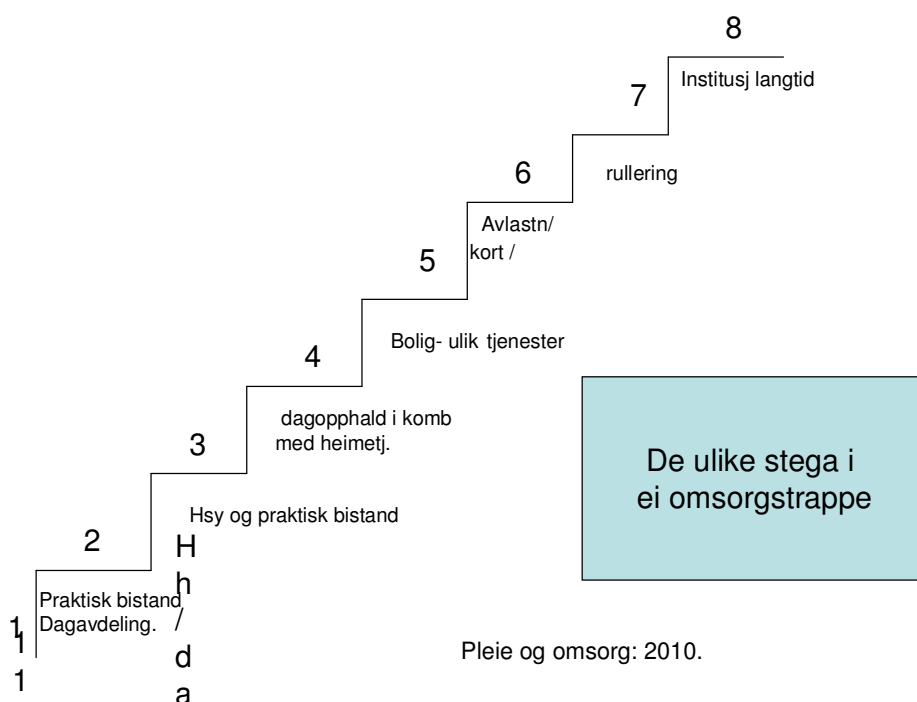 8
Institusj langtid
7
rullering
6
Avlastn/
kort /
5
Bolig- ulik tjenester
4
dagopphald i komb
med heimetj.
3
Hsy og praktisk bistand
2
Praktisk bistand
Dagavdeling.
1
1
1
H
h
/
d
a
De ulike stega i
ei omsorgstrappe
Pleie og omsorg: 2010.